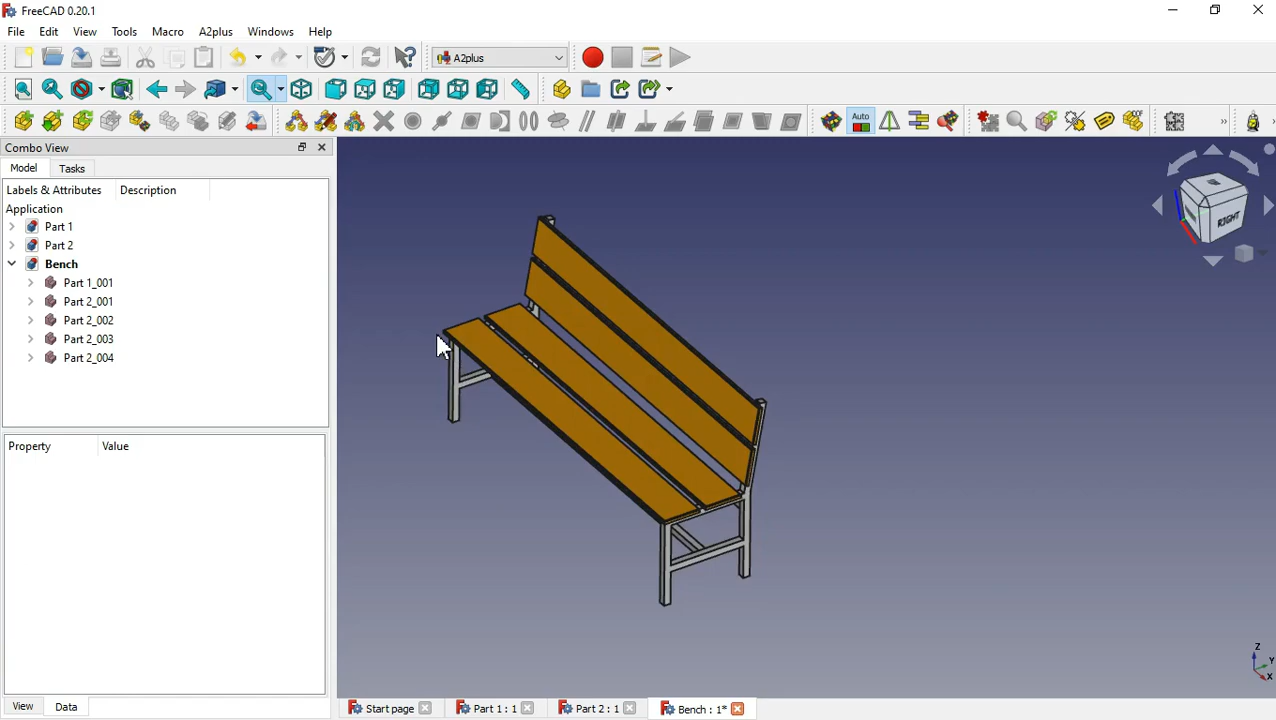 FreeCAD 0.20.1
File Edit View Tools Macro A2plus Windows Help
A2plus
Auto
Combo View
Model Tasks
Labels & Attributes Description
Application
Part 1
Part 2
Bench
Part 1_001
Part 2_001
Part 2_002
Part 2_003
Part 2_004
Property Value
View Data
RIGHT
Z
Y
X
Start page Part 1 : 1 Part 2 : 1 Bench : 1*